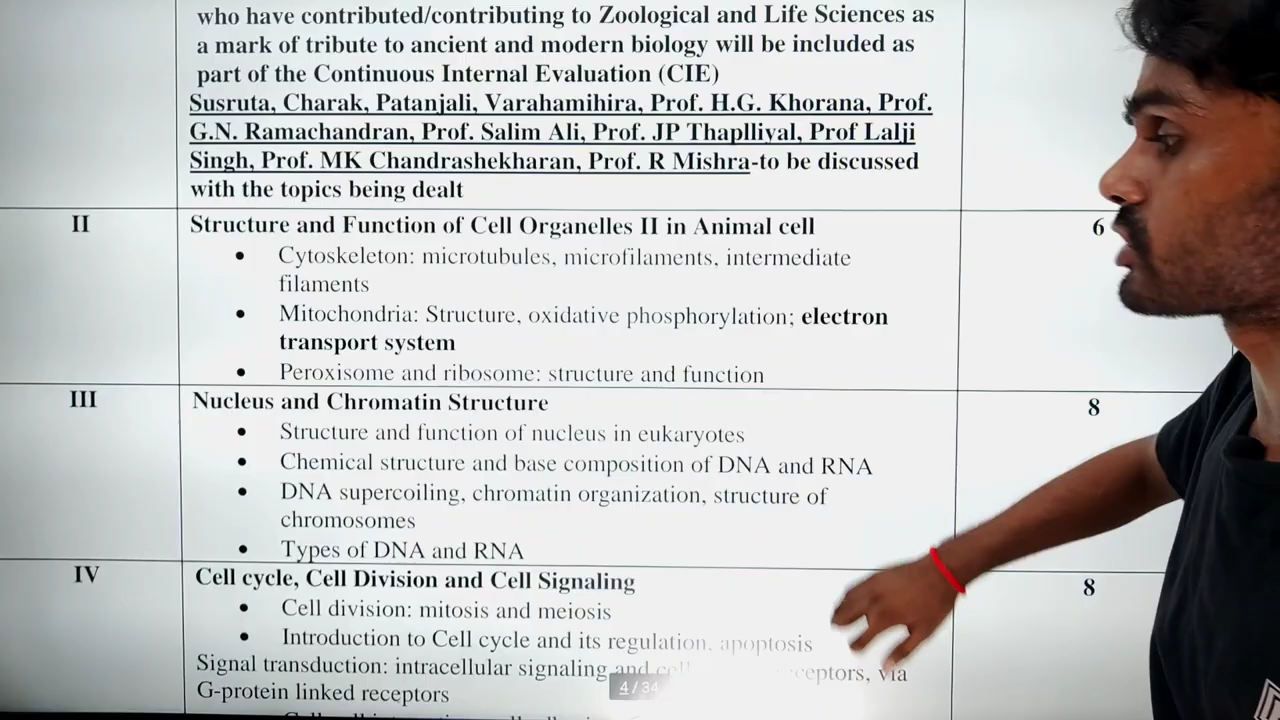 who have contributed/contributing to Zoological and Life Sciences as
a mark of tribute to ancient and modern biology will be included as
part of the Continuous Internal Evaluation (CIE)
Susruta, Charak, Patanjali, Varahamihira, Prof. H.G. Khorana, Prof.
G.N. Ramachandran, Prof. Salim Ali, Prof. JP Thaplliyal, Prof Lalji
Singh, Prof. MK Chandrashekharan, Prof. R Mishra-to be discussed
with the topics being dealt
II
Structure and Function of Cell Organelles II in Animal cell
6
• Cytoskeleton: microtubules, microfilaments, intermediate
filaments
• Mitochondria: Structure, oxidative phosphorylation; electron
transport system
• Peroxisome and ribosome: structure and function
III
Nucleus and Chromatin Structure
8
• Structure and function of nucleus in eukaryotes
• Chemical structure and base composition of DNA and RNA
• DNA supercoiling, chromatin organization, structure of
chromosomes
• Types of DNA and RNA
IV
Cell cycle, Cell Division and Cell Signaling
8
• Cell division: mitosis and meiosis
• Introduction to Cell cycle and its regulation, apoptosis
Signal transduction: intracellular signaling and via
G-protein linked receptors
4 / 34